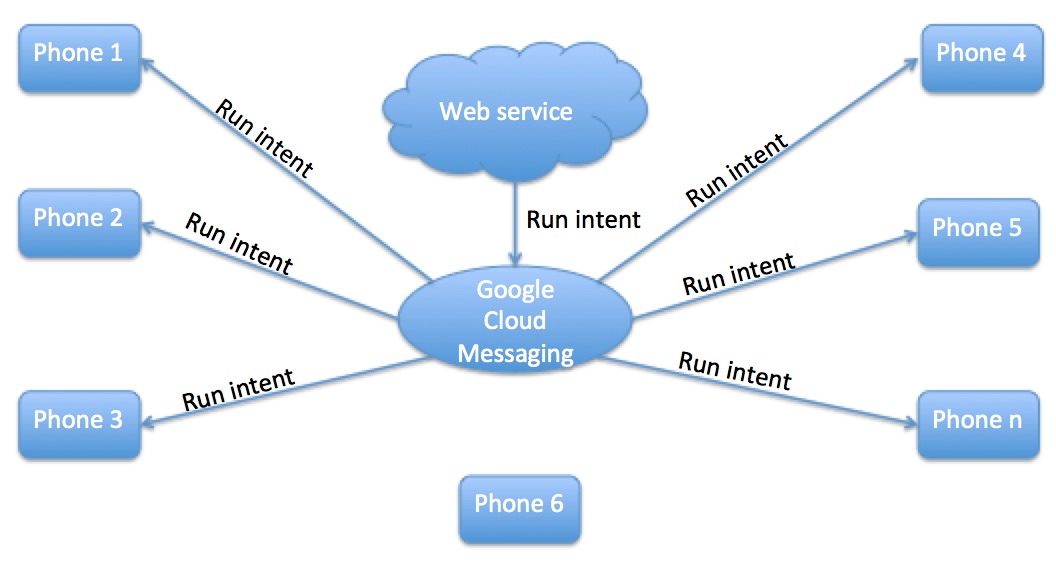 Phone 1
Phone 4
Web service
Run intent
Run intent
Phone 2
Run intent
Run intent
Phone 5
Run intent
Google
Cloud
Messaging
Run intent
Run intent
Phone 3
Phone n
Phone 6